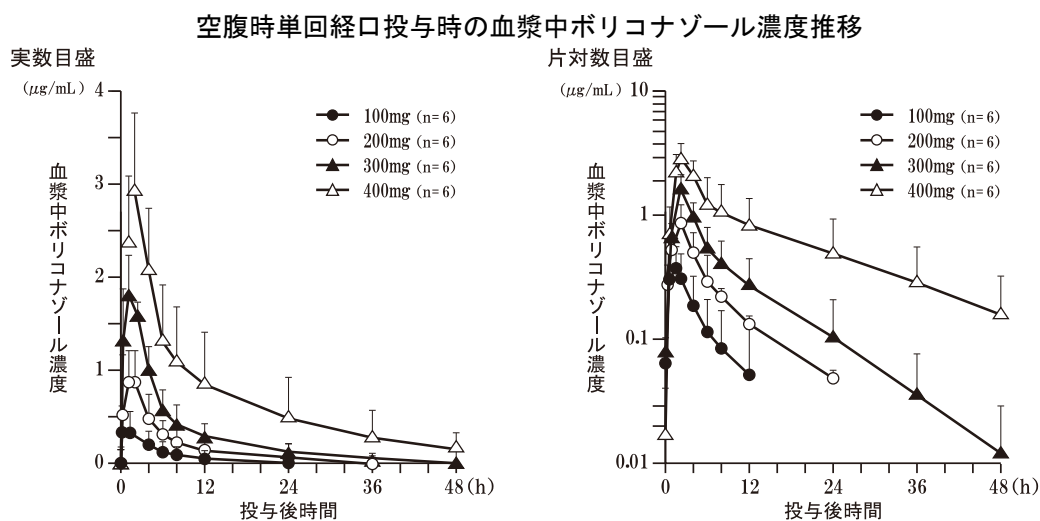 空腹時単回経口投与時の血漿中ボリコナゾール濃度推移
実数目盛
(μg/mL)
血漿中ボリコナゾール濃度
4
3
2
1
0
100mg (n=6)
200mg (n=6)
300mg (n=6)
400mg (n=6)
0 12 24 36 48(h)
投与後時間
片対数目盛
(μg/mL)
血漿中ボリコナゾール濃度
10
1
0.1
0.01
100mg (n=6)
200mg (n=6)
300mg (n=6)
400mg (n=6)
0 12 24 36 48(h)
投与後時間